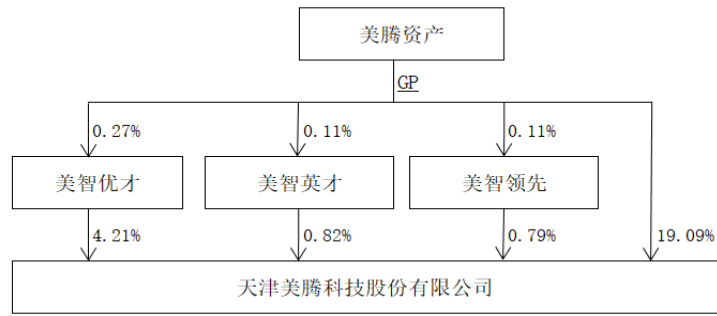 美腾资产
GP
0.27%
0.11%
0.11%
美智优才
美智英才
美智领先
4.21%
0.82%
0.79%
19.09%
天津美腾科技股份有限公司